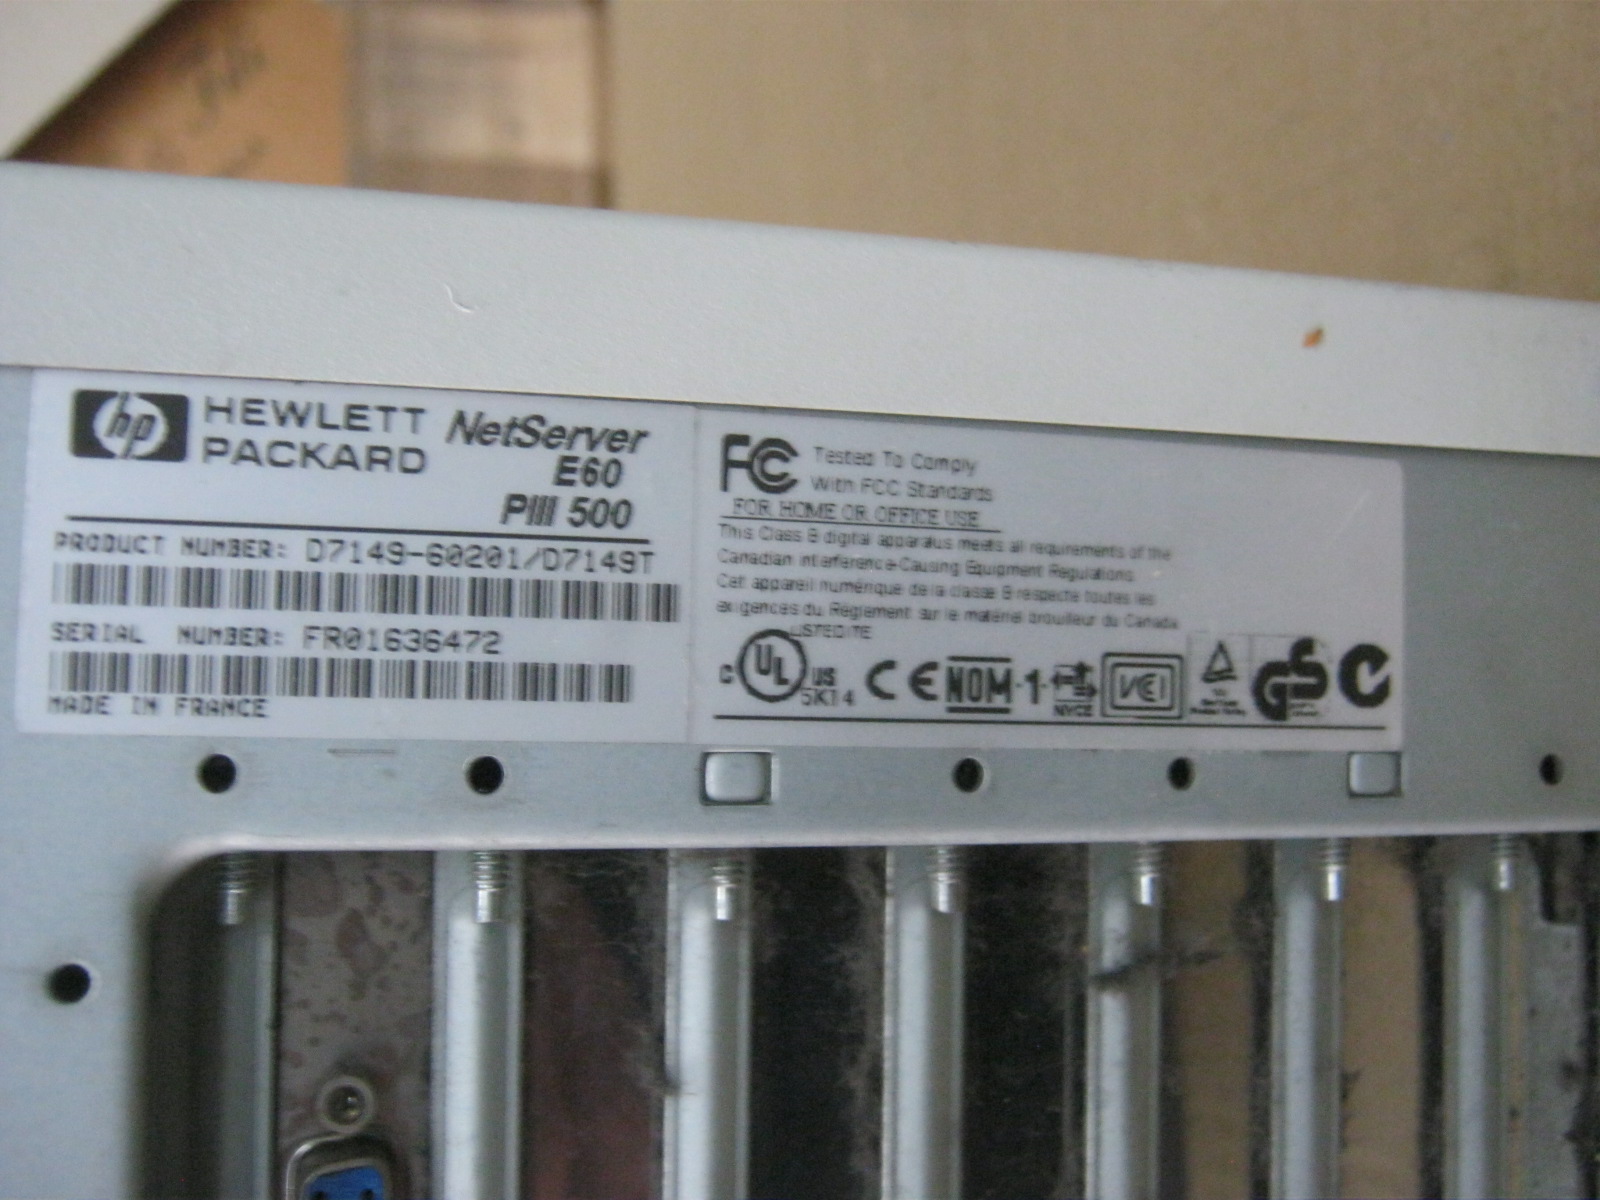 hp HEWLETT PACKARD
NetServer
E60
PIII 500
PRODUCT NUMBER: D7149-60201/D7149T
SERIAL NUMBER: FR01636472
MADE IN FRANCE
FC Tested To Comply
With FCC Standards
FOR HOME OR OFFICE USE
This Class B digital apparatus meets all requirements of the
Canadian Interference-Causing Equipment Regulations.
Cet appareil numérique de la classe B respecte toutes les
exigences du Règlement sur le matériel brouilleur du Canada
LISTED ITE
C UL US
5K14
CE NOM-1 NYCE VCI GS C